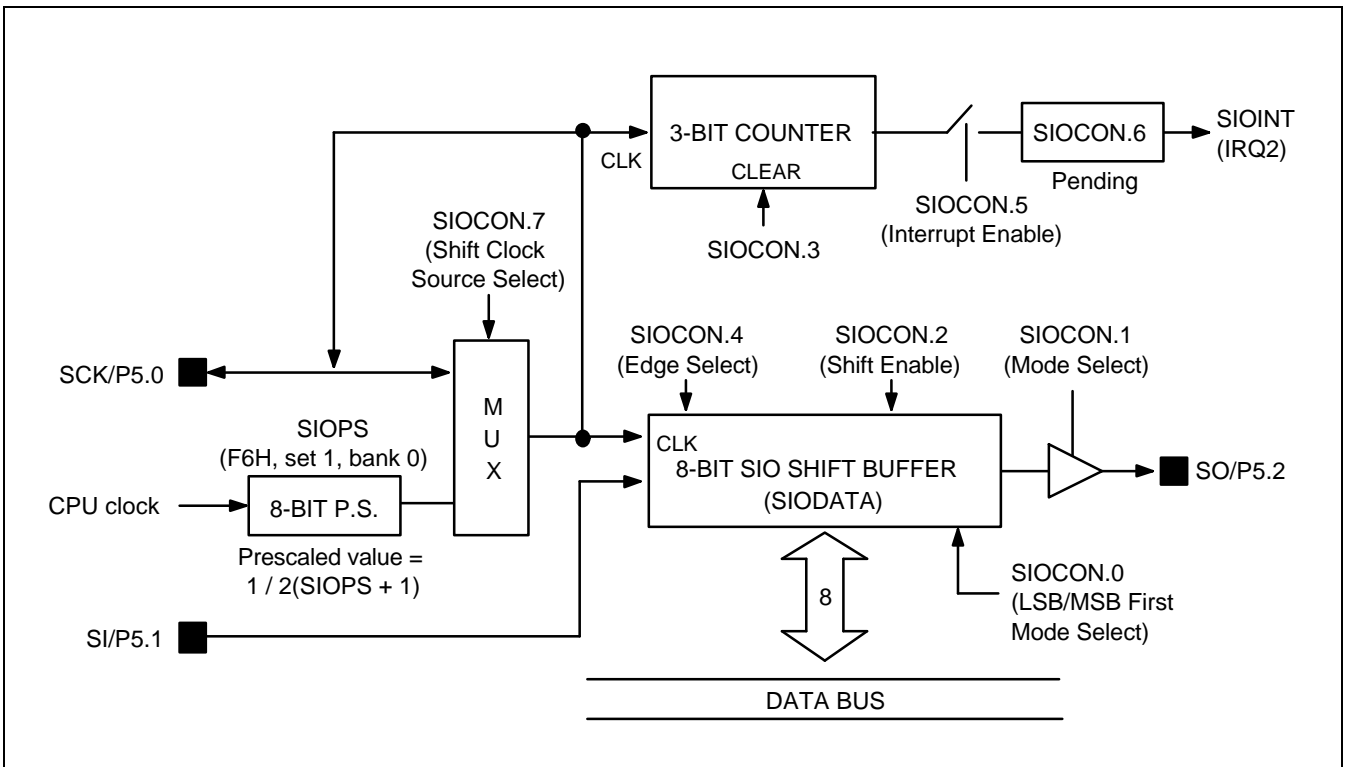 3-BIT COUNTER
CLK
CLEAR
SIOCON.3
SIOCON.5
(Interrupt Enable)
SIOCON.6
Pending
SIOINT
(IRQ2)
SIOCON.7
(Shift Clock
Source Select)
SCK/P5.0
MUX
SIOPS
(F6H, set 1, bank 0)
CPU clock
8-BIT P.S.
Prescaled value =
1 / 2(SIOPS + 1)
SI/P5.1
SIOCON.4
(Edge Select)
SIOCON.2
(Shift Enable)
SIOCON.1
(Mode Select)
CLK
8-BIT SIO SHIFT BUFFER
(SIODATA)
SO/P5.2
SIOCON.0
(LSB/MSB First
Mode Select)
8
DATA BUS